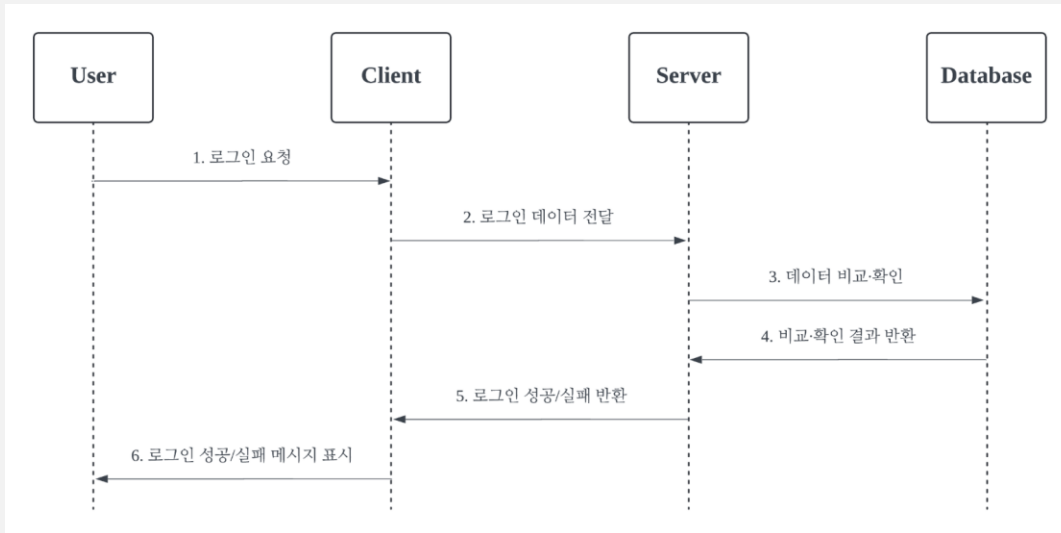 User
Client
Server
Database
1. 로그인 요청
2. 로그인 데이터 전달
3. 데이터 비교·확인
4. 비교·확인 결과 반환
5. 로그인 성공/실패 반환
6. 로그인 성공/실패 메시지 표시